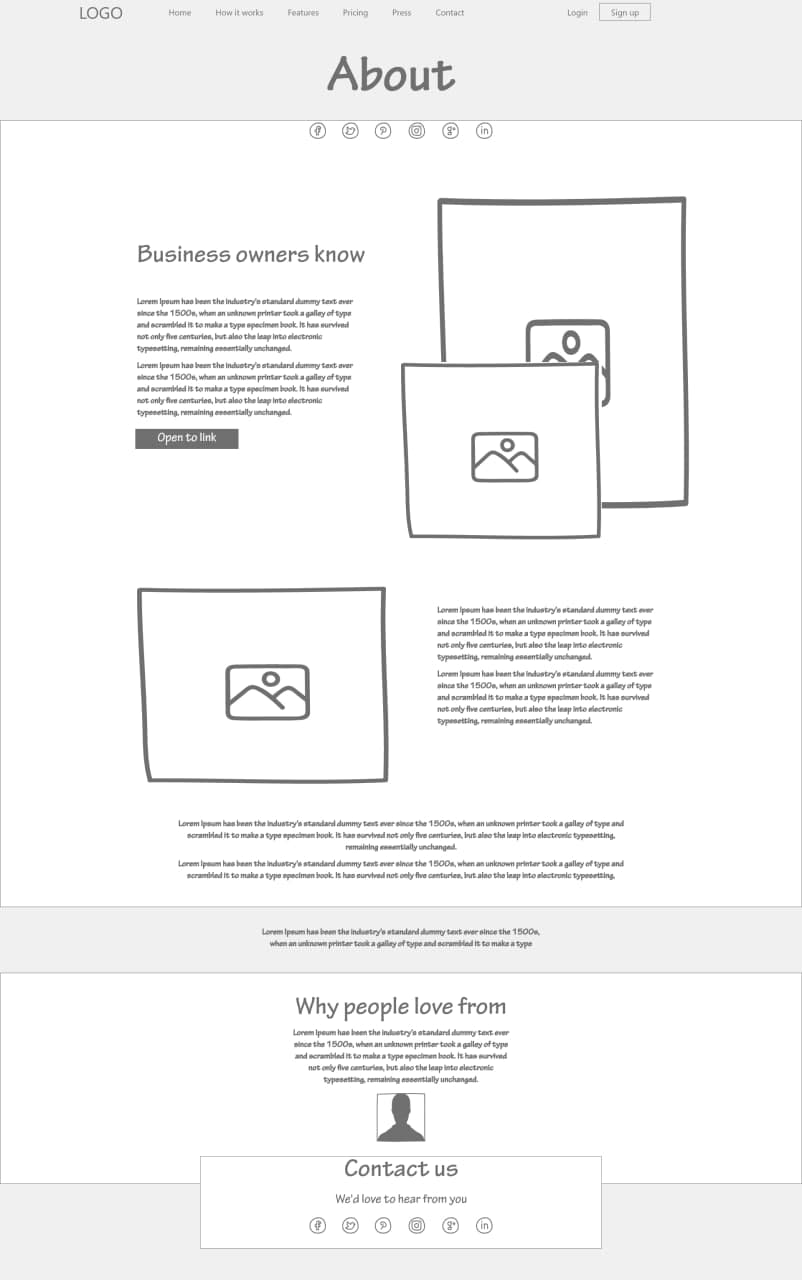 LOGO Home How it works Features Pricing Press Contact Login Sign up
About
Business owners know
Lorem Ipsum has been the industry's standard dummy text ever
since the 1500s, when an unknown printer took a galley of type
and scrambled it to make a type specimen book. It has survived
not only five centuries, but also the leap into electronic
typesetting, remaining essentially unchanged.
Lorem Ipsum has been the industry's standard dummy text ever
since the 1500s, when an unknown printer took a galley of type
and scrambled it to make a type specimen book. It has survived
not only five centuries, but also the leap into electronic
typesetting, remaining essentially unchanged.
Open to link
Lorem Ipsum has been the industry's standard dummy text ever
since the 1500s, when an unknown printer took a galley of type
and scrambled it to make a type specimen book. It has survived
not only five centuries, but also the leap into electronic
typesetting, remaining essentially unchanged.
Lorem Ipsum has been the industry's standard dummy text ever
since the 1500s, when an unknown printer took a galley of type
and scrambled it to make a type specimen book. It has survived
not only five centuries, but also the leap into electronic
typesetting, remaining essentially unchanged.
Lorem Ipsum has been the industry's standard dummy text ever since the 1500s, when an unknown printer took a galley of type and
scrambled it to make a type specimen book. It has survived not only five centuries, but also the leap into electronic typesetting,
remaining essentially unchanged.
Lorem Ipsum has been the industry's standard dummy text ever since the 1500s, when an unknown printer took a galley of type and
scrambled it to make a type specimen book. It has survived not only five centuries, but also the leap into electronic typesetting,
Lorem Ipsum has been the industry's standard dummy text ever since the 1500s,
when an unknown printer took a galley of type and scrambled it to make a type
Why people love from
Lorem Ipsum has been the industry's standard dummy text ever
since the 1500s, when an unknown printer took a galley of type
and scrambled it to make a type specimen book. It has survived
not only five centuries, but also the leap into electronic
typesetting, remaining essentially unchanged.
Contact us
We'd love to hear from you